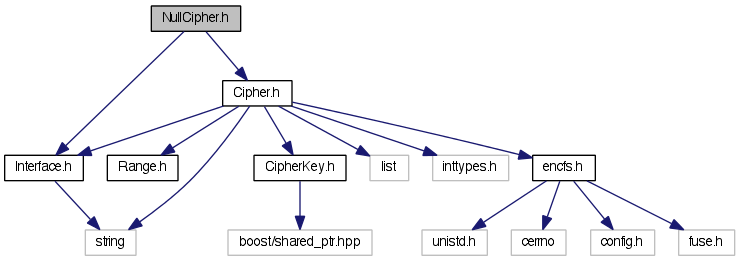 NullCipher.h
Cipher.h
Interface.h
Range.h
CipherKey.h
list
inttypes.h
encfs.h
string
boost/shared_ptr.hpp
unistd.h
cerrno
config.h
fuse.h